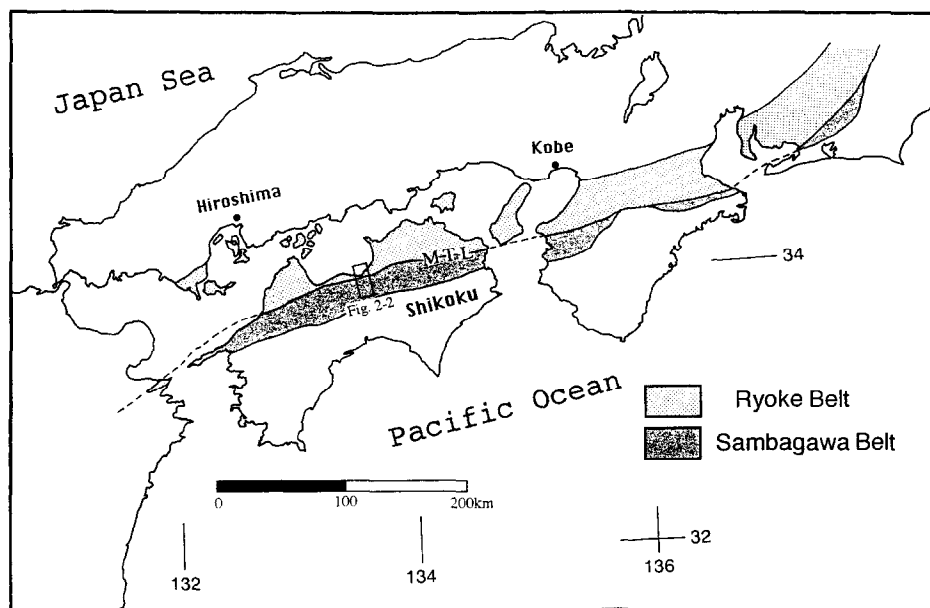 Japan Sea
Kobe
Hiroshima
M-T-L
34
Fig. 2-2
Shikoku
Pacific Ocean
Ryoke Belt
Sambagawa Belt
0
100
200km
32
132
134
136